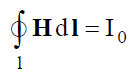 ∮ H dl = I₀
l